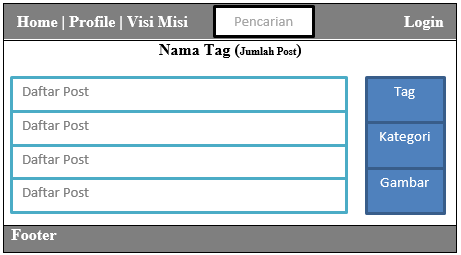 Home | Profile | Visi Misi Pencarian Login
Nama Tag (Jumlah Post)
Daftar Post
Daftar Post
Daftar Post
Daftar Post
Tag
Kategori
Gambar
Footer